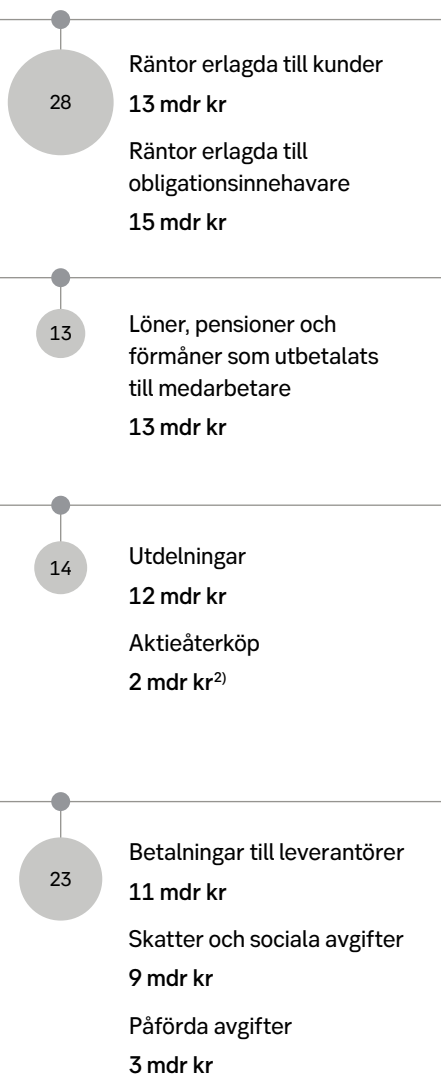 28
Räntor erlagda till kunder
13 mdr kr
Räntor erlagda till
obligationsinnehavare
15 mdr kr
13
Löner, pensioner och
förmåner som utbetalats
till medarbetare
13 mdr kr
14
Utdelningar
12 mdr kr
Aktieåterköp
2 mdr kr2)
23
Betalningar till leverantörer
11 mdr kr
Skatter och sociala avgifter
9 mdr kr
Påförda avgifter
3 mdr kr